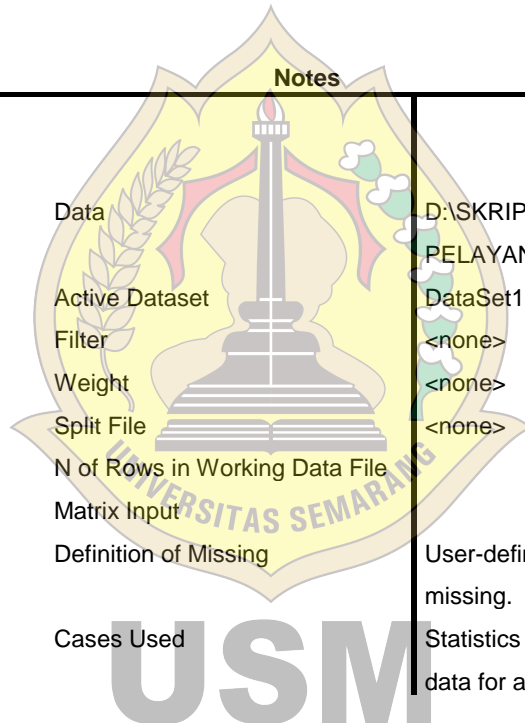 Notes
Data D:\SKRIP
PELAYAN
Active Dataset DataSet1
Filter <none>
Weight <none>
Split File <none>
N of Rows in Working Data File
Matrix Input
Definition of Missing User-defi
missing.
Cases Used Statistics
data for a
UNIVERSITAS SEMARANG
USM